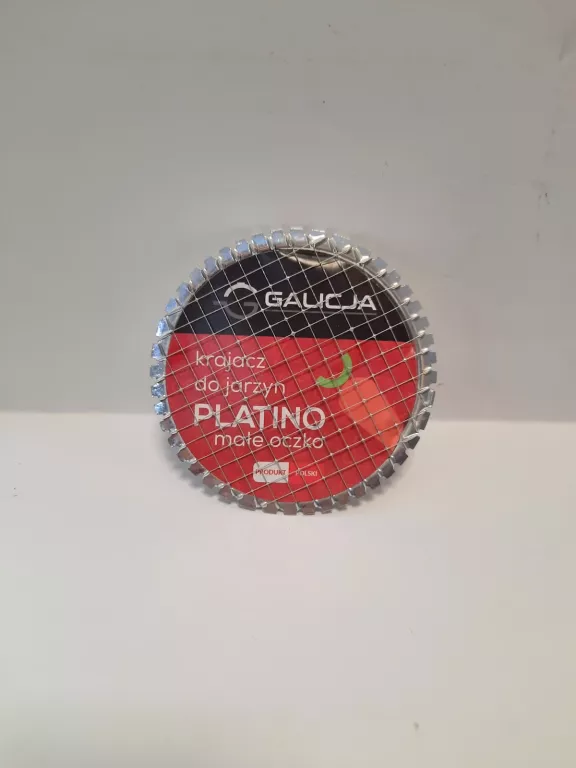 GALICJA
krajacz
do jarzyn
PLATINO
małe oczko
PRODUKT POLSKI